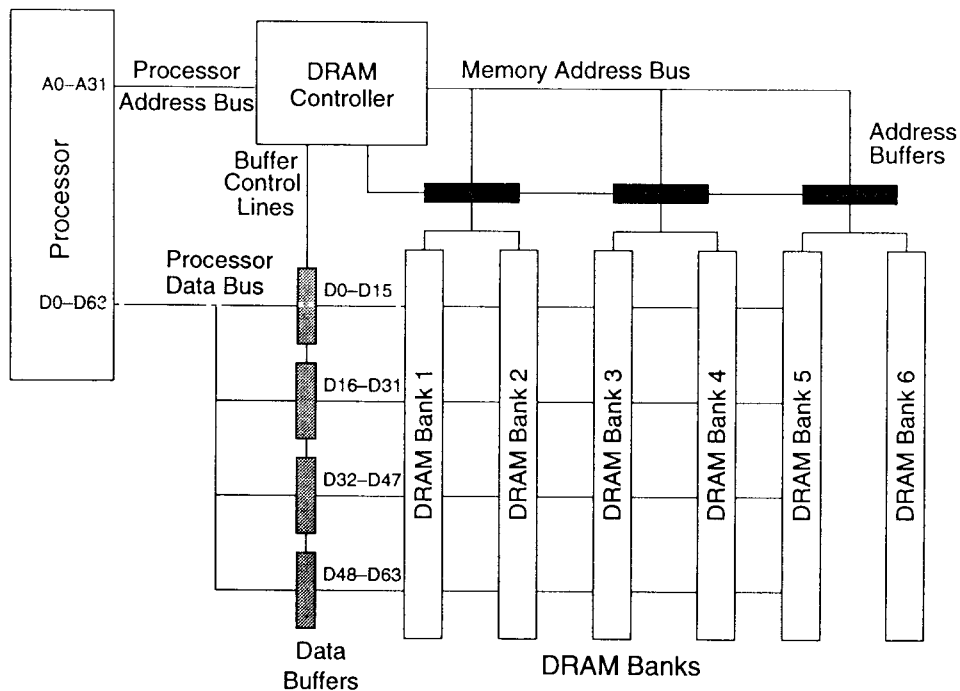 Processor
A0–A31
Processor
Address Bus
DRAM
Controller
Memory Address Bus
Address
Buffers
Buffer
Control
Lines
Processor
Data Bus
D0–D63
D0–D15
D16–D31
D32–D47
D48–D63
DRAM Bank 1
DRAM Bank 2
DRAM Bank 3
DRAM Bank 4
DRAM Bank 5
DRAM Bank 6
Data
Buffers
DRAM Banks